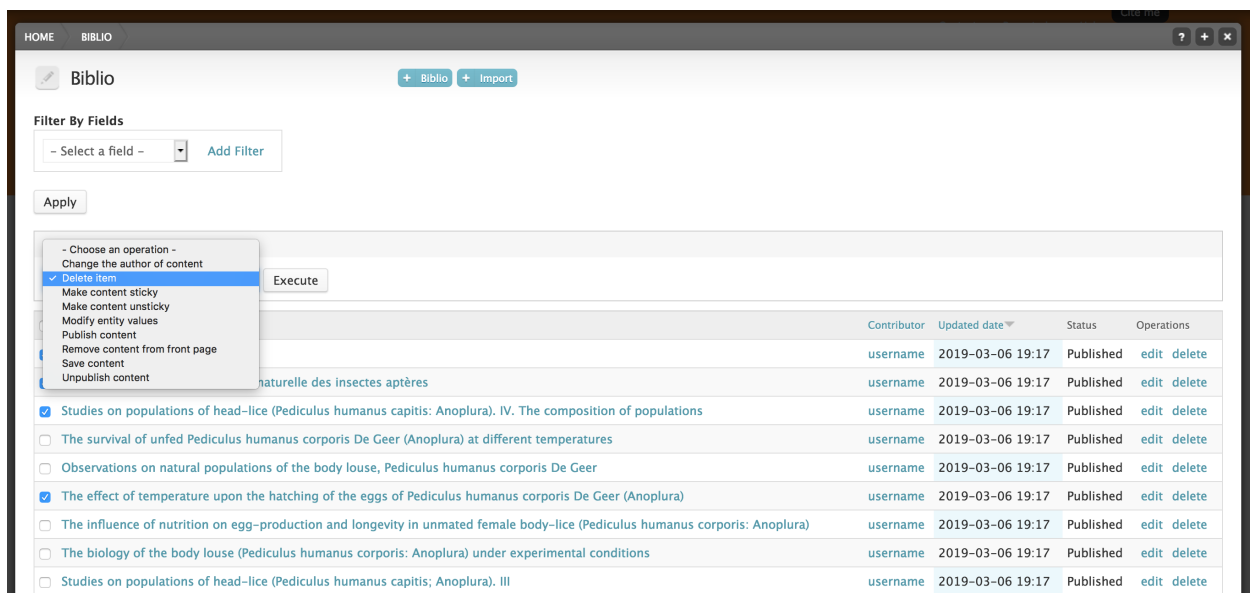 Cite me
HOME BIBLIO ? + ×
Biblio + Biblio + Import
Filter By Fields
- Select a field - Add Filter
Apply
- Choose an operation -
Change the author of content
✓ Delete item
Execute
Make content sticky
Make content unsticky
Modify entity values
Publish content
Remove content from front page
Save content
Unpublish content
Contributor Updated date Status Operations
username 2019-03-06 19:17 Published edit delete
naturelle des insectes aptères username 2019-03-06 19:17 Published edit delete
Studies on populations of head-lice (Pediculus humanus capitis: Anoplura). IV. The composition of populations username 2019-03-06 19:17 Published edit delete
The survival of unfed Pediculus humanus corporis De Geer (Anoplura) at different temperatures username 2019-03-06 19:17 Published edit delete
Observations on natural populations of the body louse, Pediculus humanus corporis De Geer username 2019-03-06 19:17 Published edit delete
The effect of temperature upon the hatching of the eggs of Pediculus humanus corporis De Geer (Anoplura) username 2019-03-06 19:17 Published edit delete
The influence of nutrition on egg-production and longevity in unmated female body-lice (Pediculus humanus corporis: Anoplura) username 2019-03-06 19:17 Published edit delete
The biology of the body louse (Pediculus humanus corporis: Anoplura) under experimental conditions username 2019-03-06 19:17 Published edit delete
Studies on populations of head-lice (Pediculus humanus capitis; Anoplura). III username 2019-03-06 19:17 Published edit delete